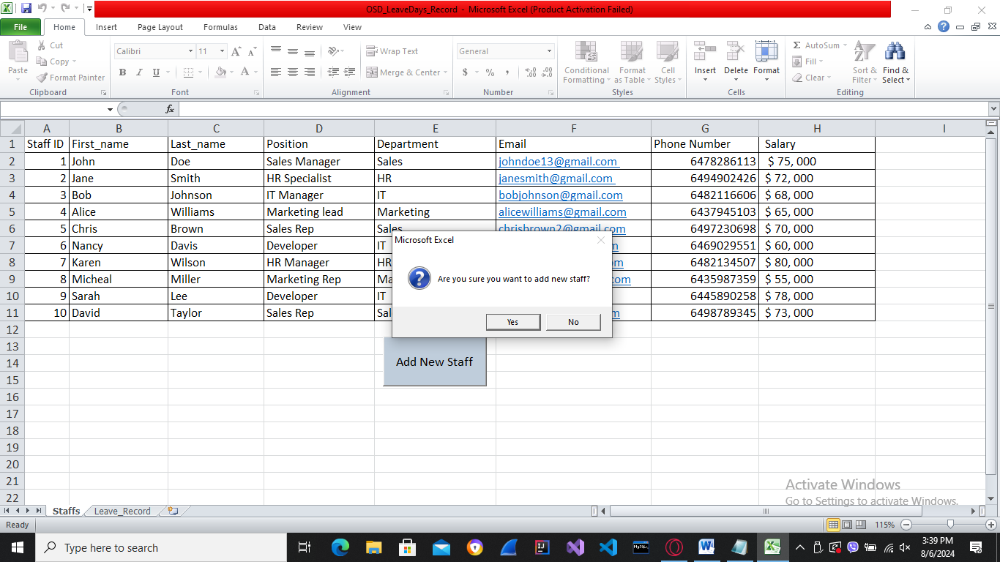 OSD_LeaveDays_Record - Microsoft Excel (Product Activation Failed)
File Home Insert Page Layout Formulas Data Review View
Paste
Cut
Copy
Format Painter
Clipboard
Calibri 11
B I U
Font
Wrap Text
Merge & Center
Alignment
General
$ % ,
Number
Conditional Formatting
Format as Table
Cell Styles
Styles
Insert Delete Format
Cells
AutoSum
Fill
Clear
Sort & Filter
Find & Select
Editing
fx
A B C D E F G H I
1 Staff ID First_name Last_name Position Department Email Phone Number Salary
2 1 John Doe Sales Manager Sales johndoe13@gmail.com 6478286113 $ 75, 000
3 2 Jane Smith HR Specialist HR janesmith@gmail.com 6494902426 $ 72, 000
4 3 Bob Johnson IT Manager IT bobjohnson@gmail.com 6482116606 $ 68, 000
5 4 Alice Williams Marketing lead Marketing alicewilliams@gmail.com 6437945103 $ 65, 000
6 5 Chris Brown Sales Rep Sales chrisbrown2@gmail.com 6497230698 $ 70, 000
7 6 Nancy Davis Developer IT m 6469029551 $ 60, 000
8 7 Karen Wilson HR Manager HR om 6482134507 $ 80, 000
9 8 Micheal Miller Marketing Rep Ma com 6435987359 $ 55, 000
10 9 Sarah Lee Developer IT 6445890258 $ 78, 000
11 10 David Taylor Sales Rep Sal m 6498789345 $ 73, 000
Microsoft Excel
Are you sure you want to add new staff?
Yes No
12
13
14
Add New Staff
15
16
17
18
19
20
21
22
Activate Windows
Go to Settings to activate Windows.
Staffs Leave_Record
Ready 115%
Type here to search
3:39 PM
8/6/2024